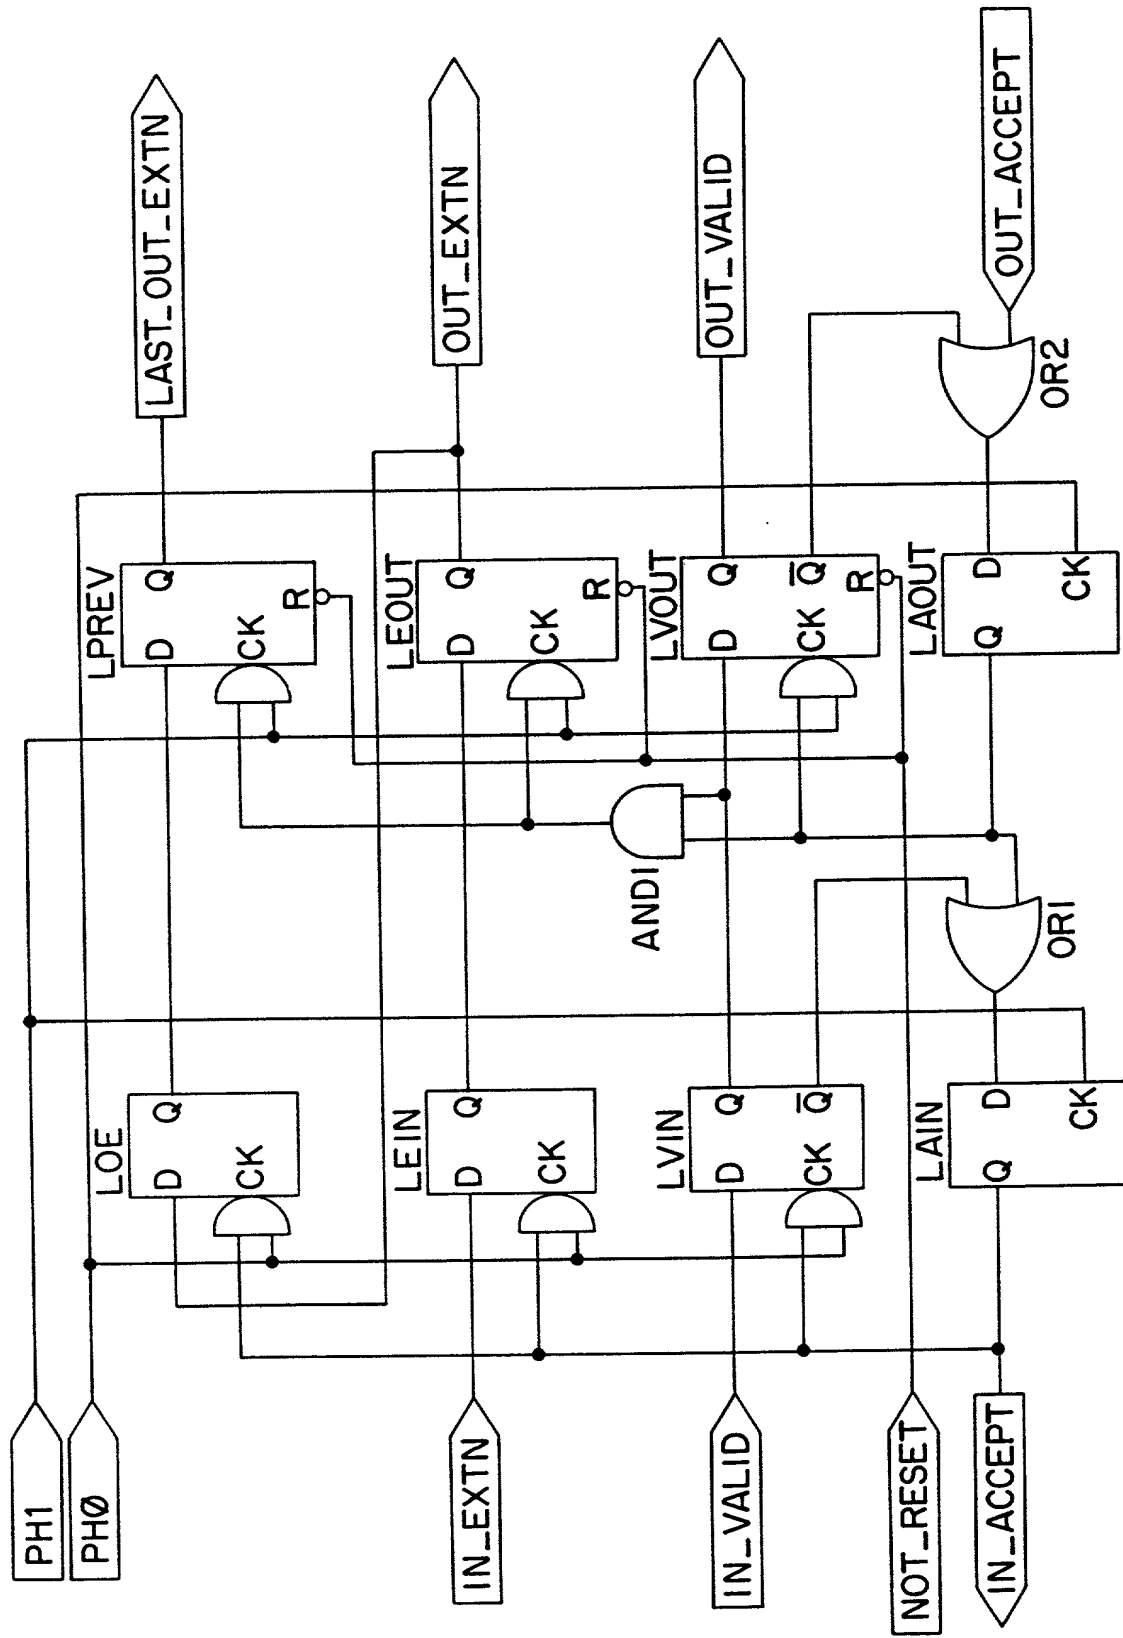 PH1
PHØ
IN_EXTN
IN_VALID
NOT_RESET
IN_ACCEPT
LOE
D Q
CK
LEIN
D Q
CK
LVIN
D Q
CK Q̅
LAIN
Q D
CK
OR1
AND1
LPREV
D Q
CK
R
LEOUT
D Q
CK
R
LVOUT
D Q
CK Q̅
R
LAOUT
Q D
CK
OR2
LAST_OUT_EXTN
OUT_EXTN
OUT_VALID
OUT_ACCEPT